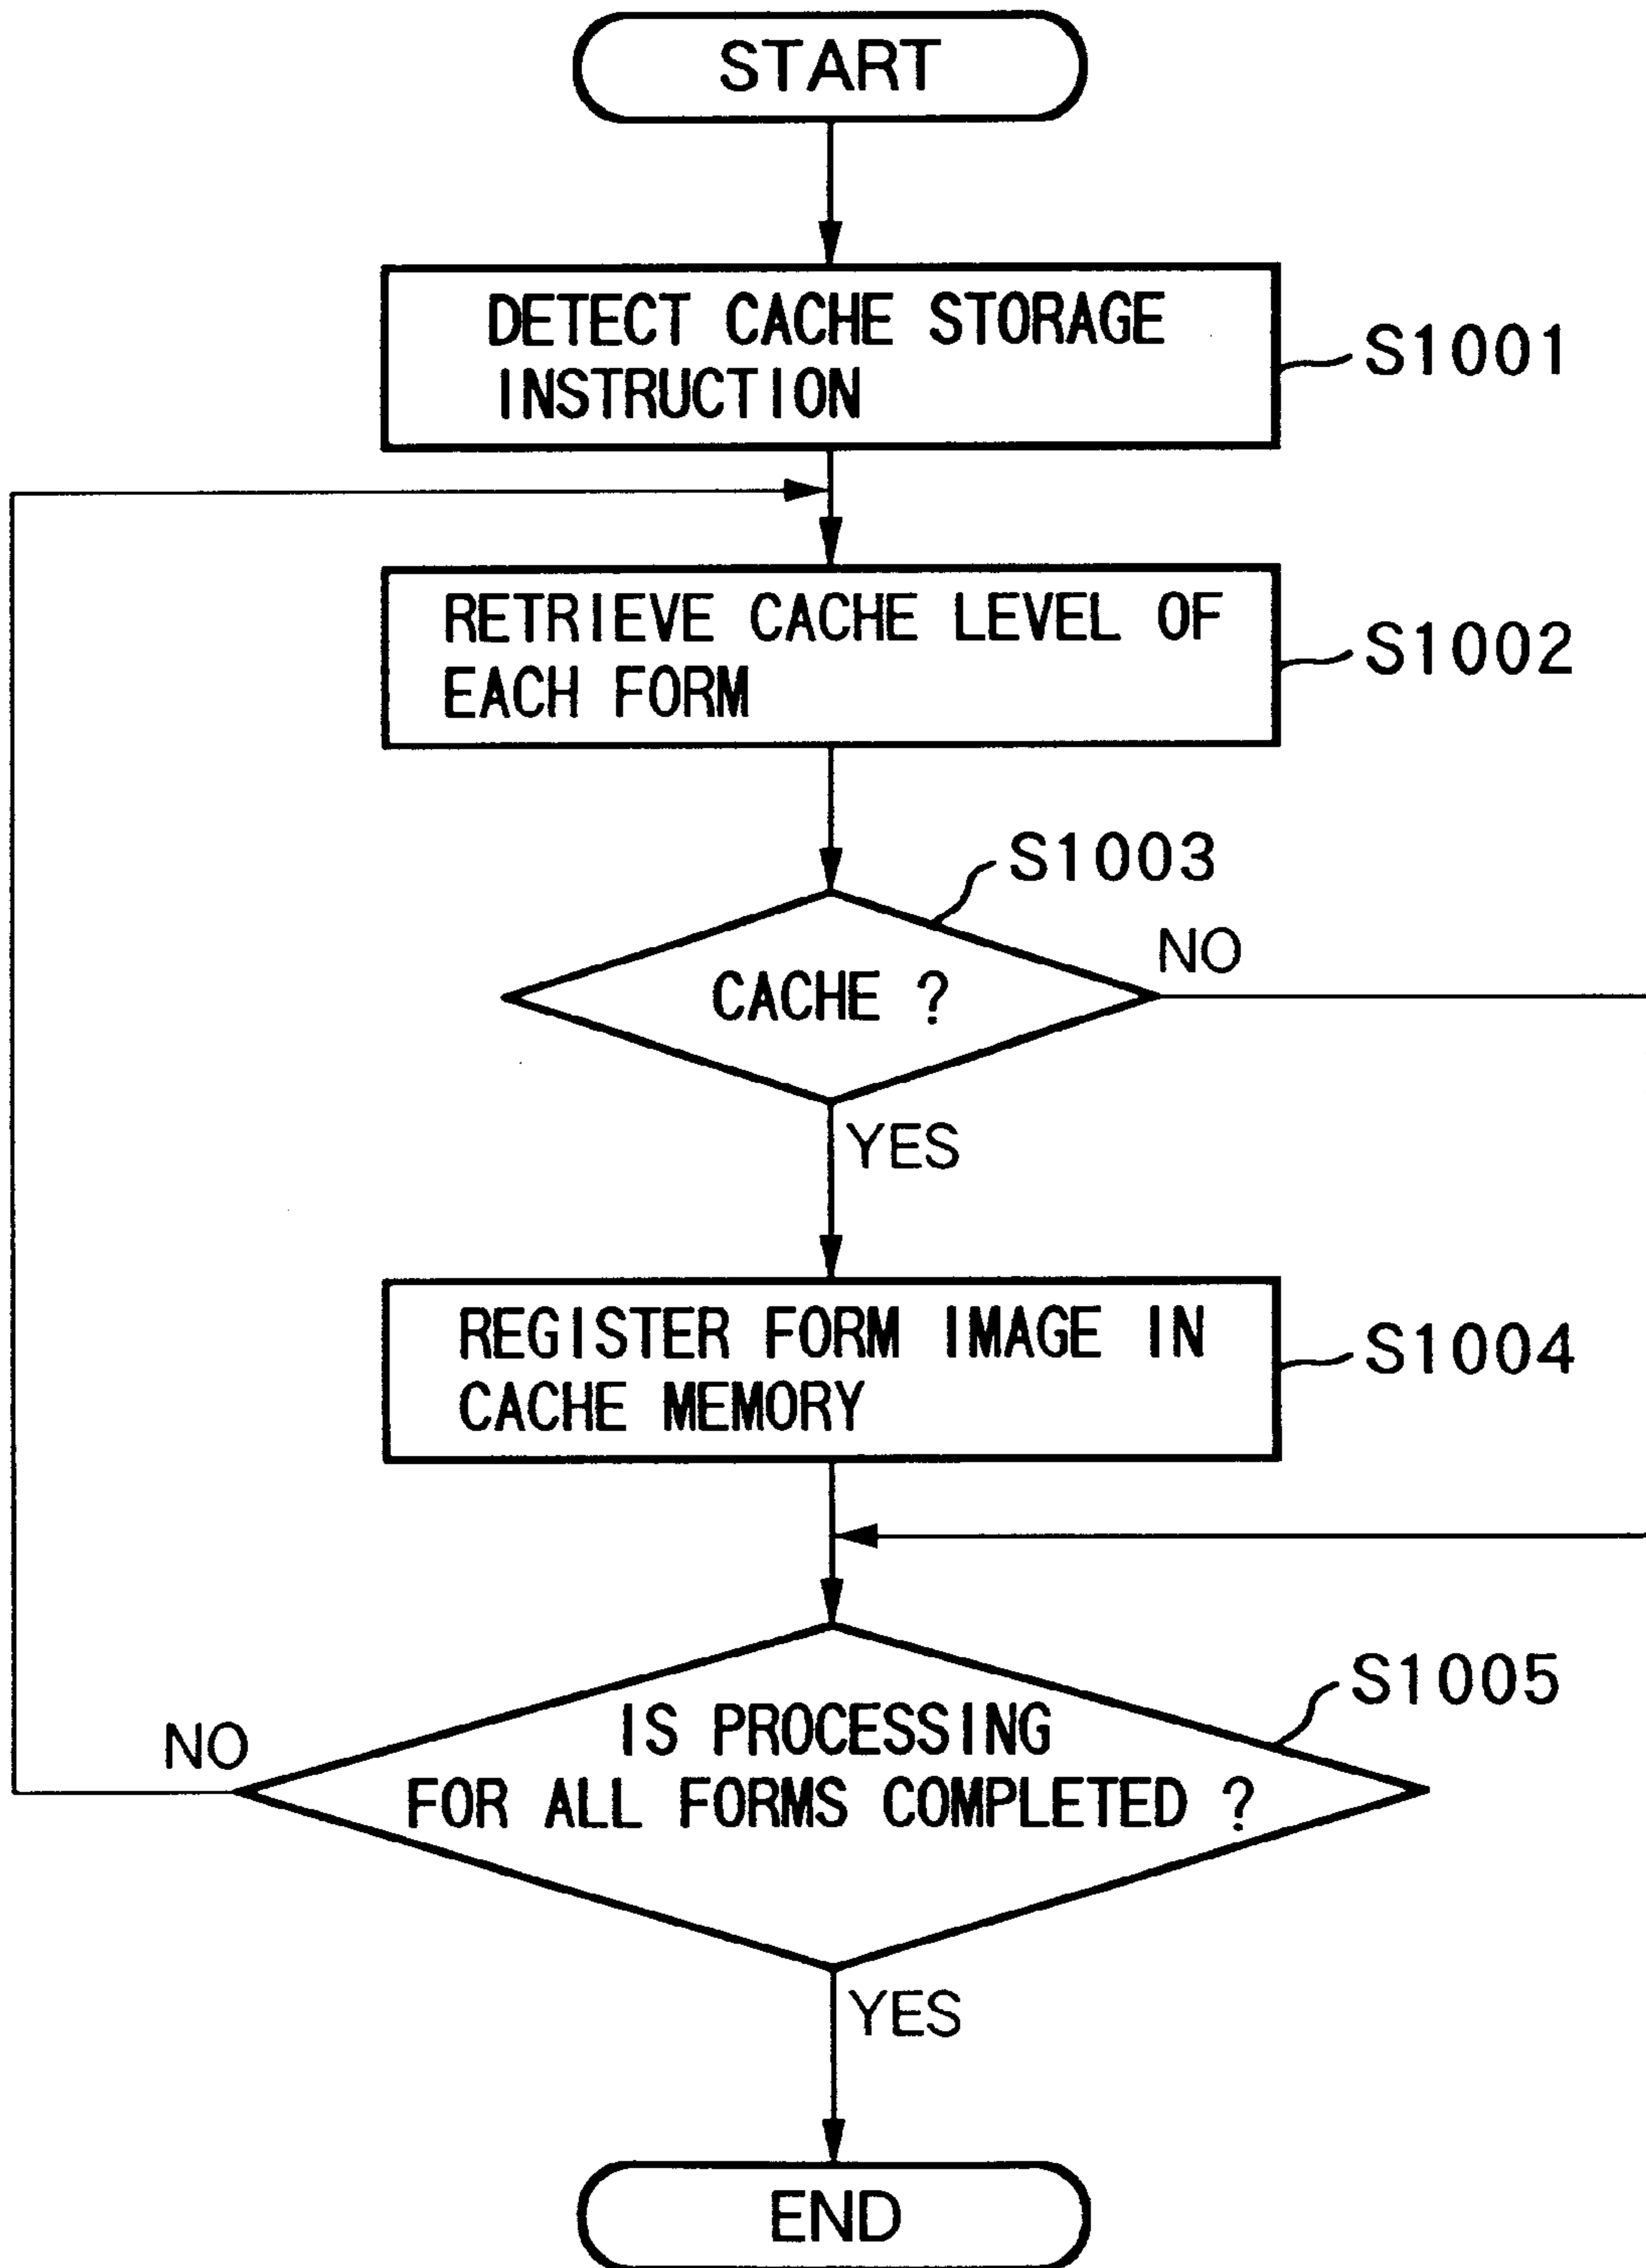 START
DETECT CACHE STORAGE
INSTRUCTION
S1001
RETRIEVE CACHE LEVEL OF
EACH FORM
S1002
S1003
CACHE ?
NO
YES
REGISTER FORM IMAGE IN
CACHE MEMORY
S1004
S1005
IS PROCESSING
FOR ALL FORMS COMPLETED ?
NO
YES
END